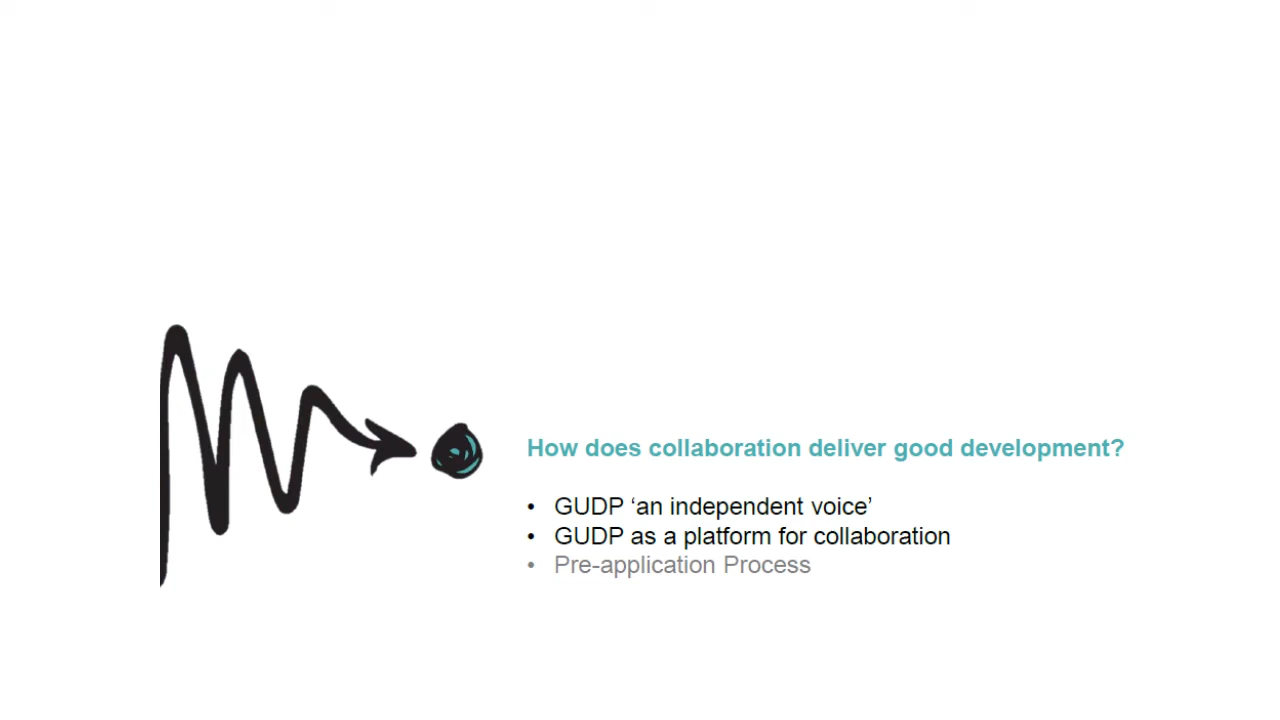 How does collaboration deliver good development?
• GUDP ‘an independent voice’
• GUDP as a platform for collaboration
• Pre-application Process